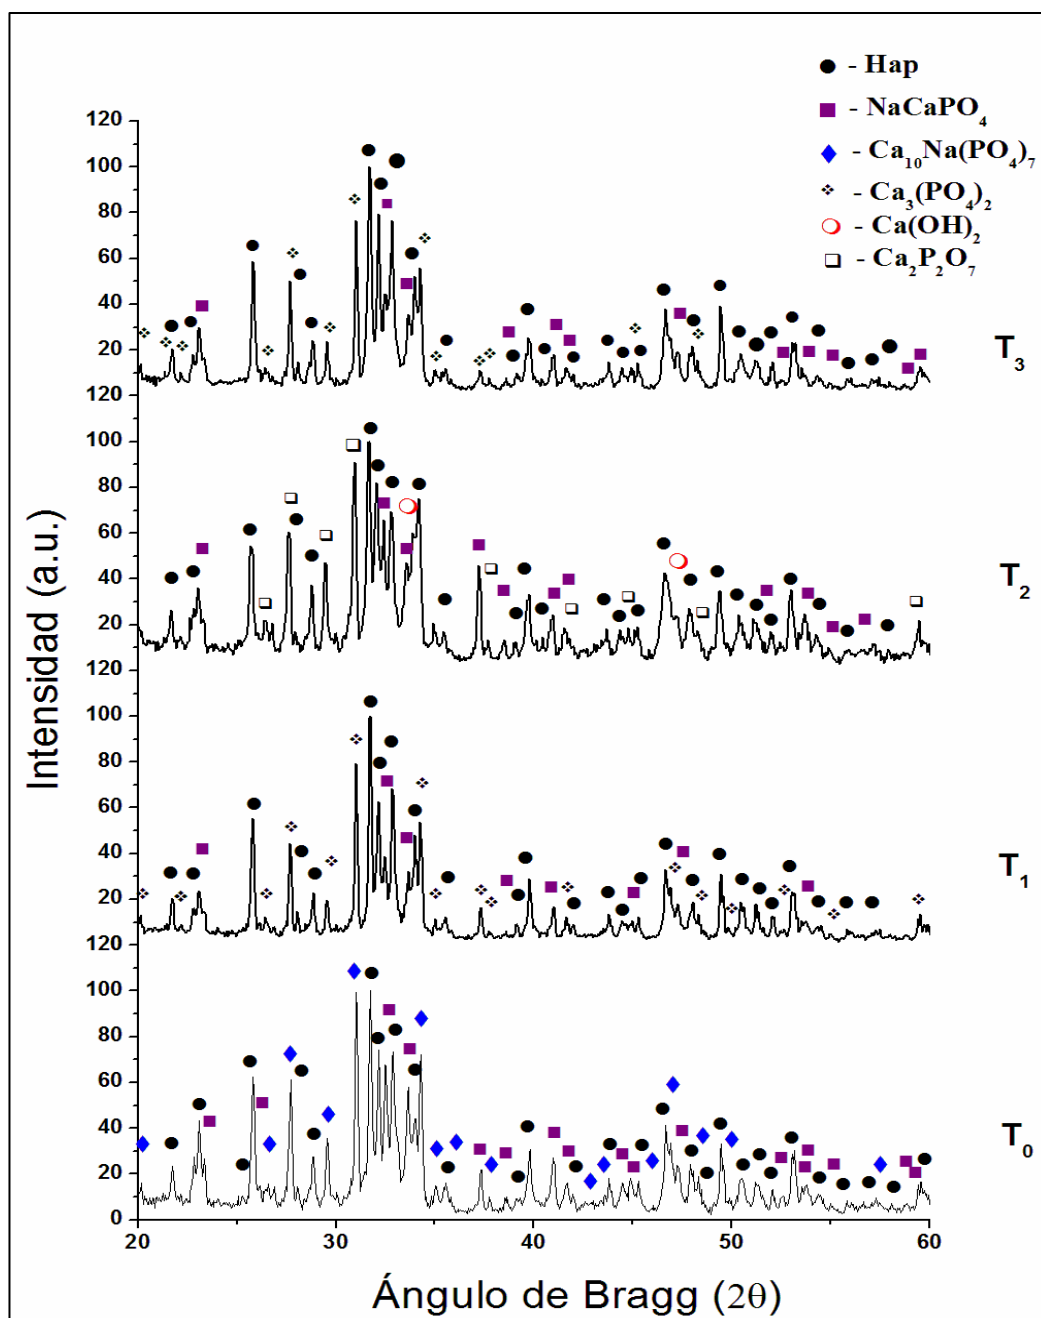 - Hap
- NaCaPO₄
- Ca₁₀Na(PO₄)₇
- Ca₃(PO₄)₂
- Ca(OH)₂
- Ca₂P₂O₇
120
100
80
60
40
20
T₃
120
100
80
60
40
20
T₂
120
100
80
60
40
20
T₁
120
100
80
60
40
20
0
T₀
20 30 40 50 60
Intensidad (a.u.)
Ángulo de Bragg (2θ)